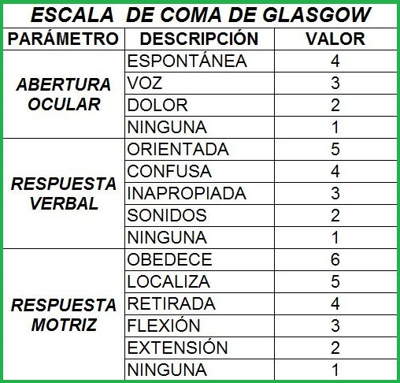 ESCALA DE COMA DE GLASGOW
PARÁMETRO DESCRIPCIÓN VALOR
ABERTURA OCULAR
ESPONTÁNEA 4
VOZ 3
DOLOR 2
NINGUNA 1
RESPUESTA VERBAL
ORIENTADA 5
CONFUSA 4
INAPROPIADA 3
SONIDOS 2
NINGUNA 1
RESPUESTA MOTRIZ
OBEDECE 6
LOCALIZA 5
RETIRADA 4
FLEXIÓN 3
EXTENSIÓN 2
NINGUNA 1